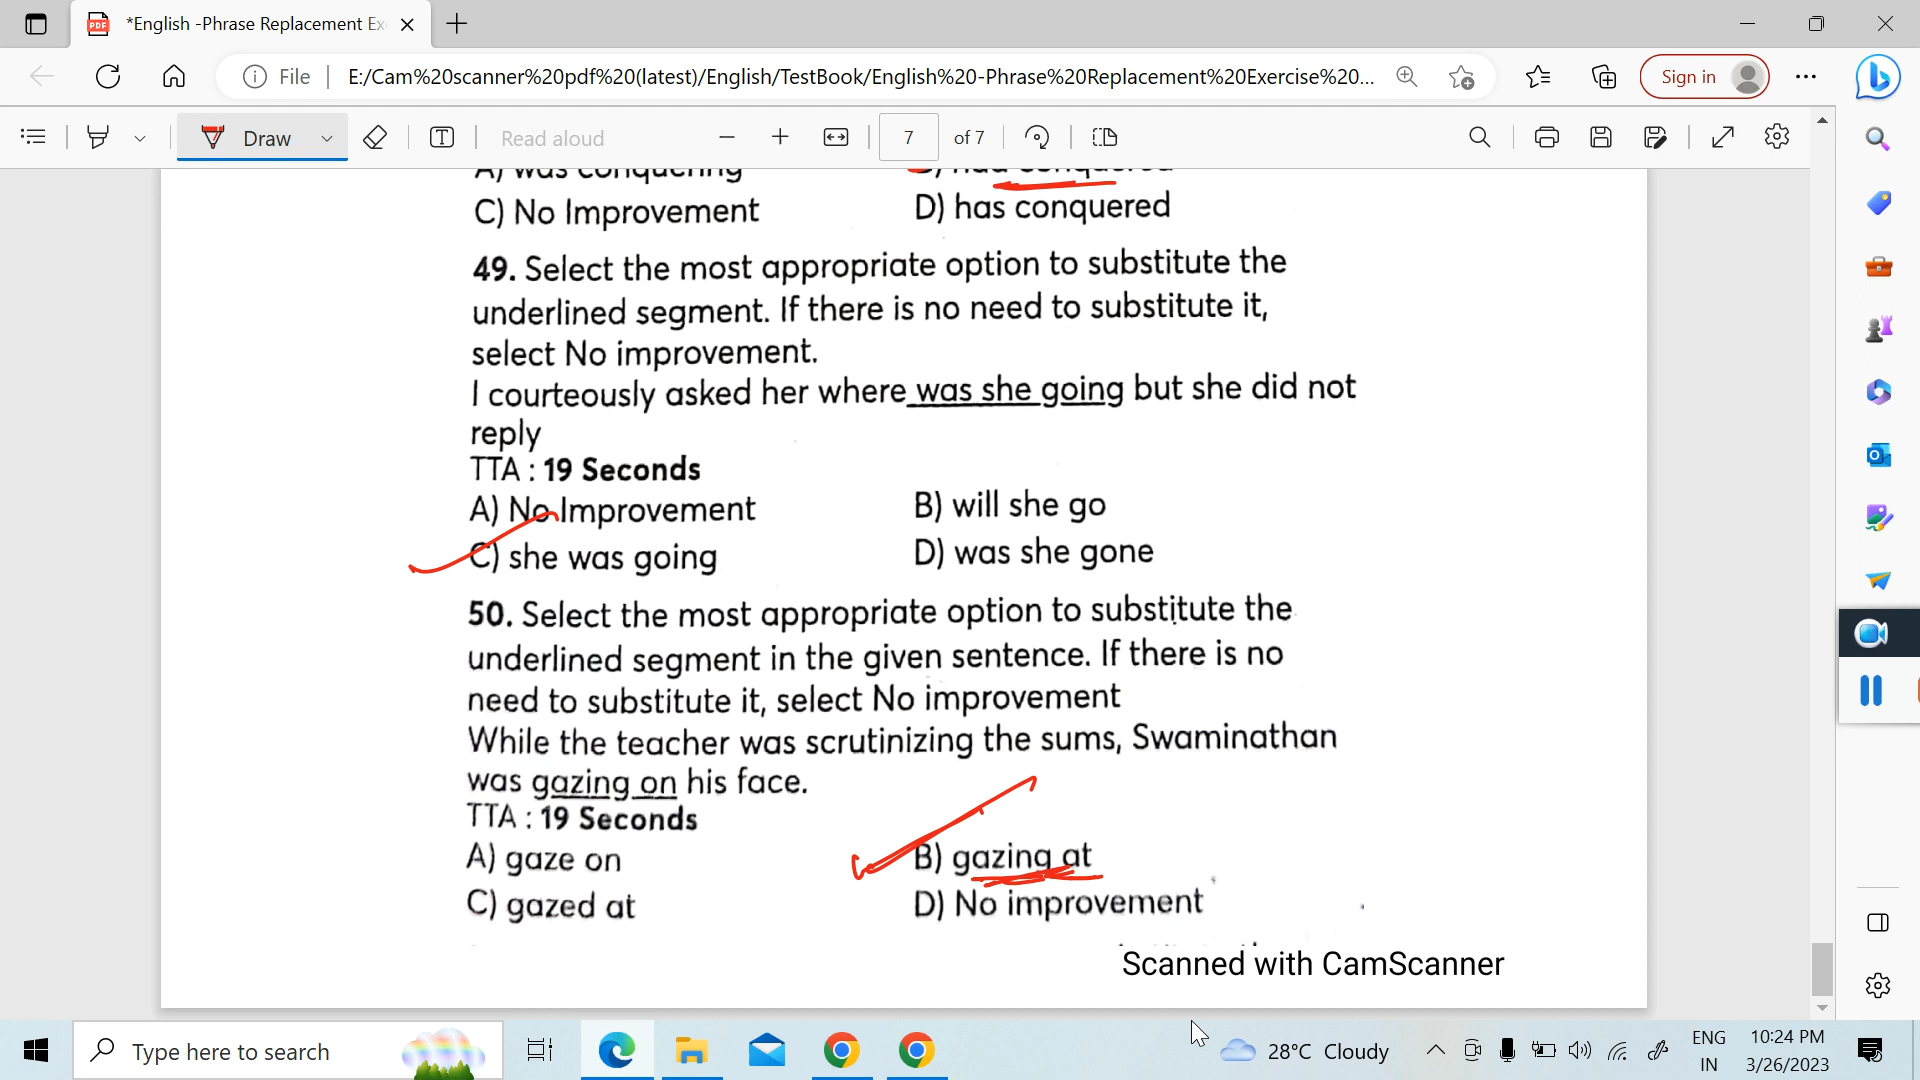 *English -Phrase Replacement Ex
File
E:/Cam%20scanner%20pdf%20(latest)/English/TestBook/English%20-Phrase%20Replacement%20Exercise%20...
Sign in
Draw
Read aloud
7
of 7
A) was conquering
B) had conquered
C) No Improvement
D) has conquered
49. Select the most appropriate option to substitute the
underlined segment. If there is no need to substitute it,
select No improvement.
I courteously asked her where was she going but she did not
reply
TTA : 19 Seconds
A) No Improvement
B) will she go
C) she was going
D) was she gone
50. Select the most appropriate option to substitute the
underlined segment in the given sentence. If there is no
need to substitute it, select No improvement
While the teacher was scrutinizing the sums, Swaminathan
was gazing on his face.
TTA : 19 Seconds
A) gaze on
B) gazing at
C) gazed at
D) No improvement
Scanned with CamScanner
Type here to search
28°C Cloudy
ENG
IN
10:24 PM
3/26/2023